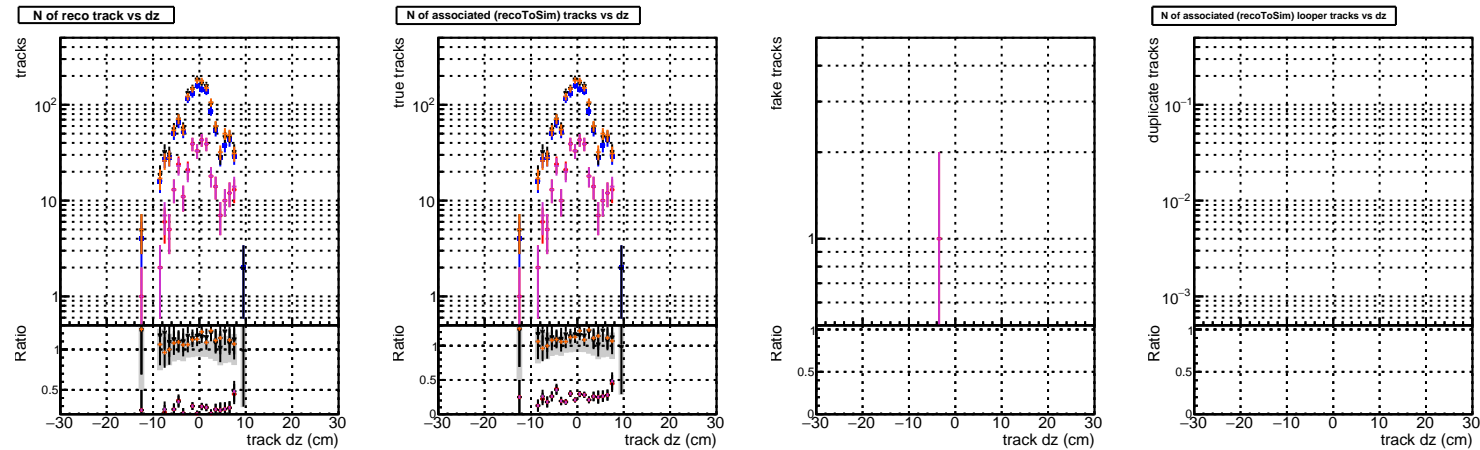 N of reco track vs dz
tracks
10²
10
1
Ratio
1
0.5
−30 −20 −10 0 10 20 30
track dz (cm)
N of associated (recoToSim) tracks vs dz
true tracks
10²
10
1
Ratio
1
0.5
0
−30 −20 −10 0 10 20 30
track dz (cm)
fake tracks
1
Ratio
1
0.5
0
−30 −20 −10 0 10 20 30
track dz (cm)
N of associated (recoToSim) looper tracks vs dz
duplicate tracks
10⁻¹
10⁻²
10⁻³
Ratio
1
0.5
0
−30 −20 −10 0 10 20 30
track dz (cm)